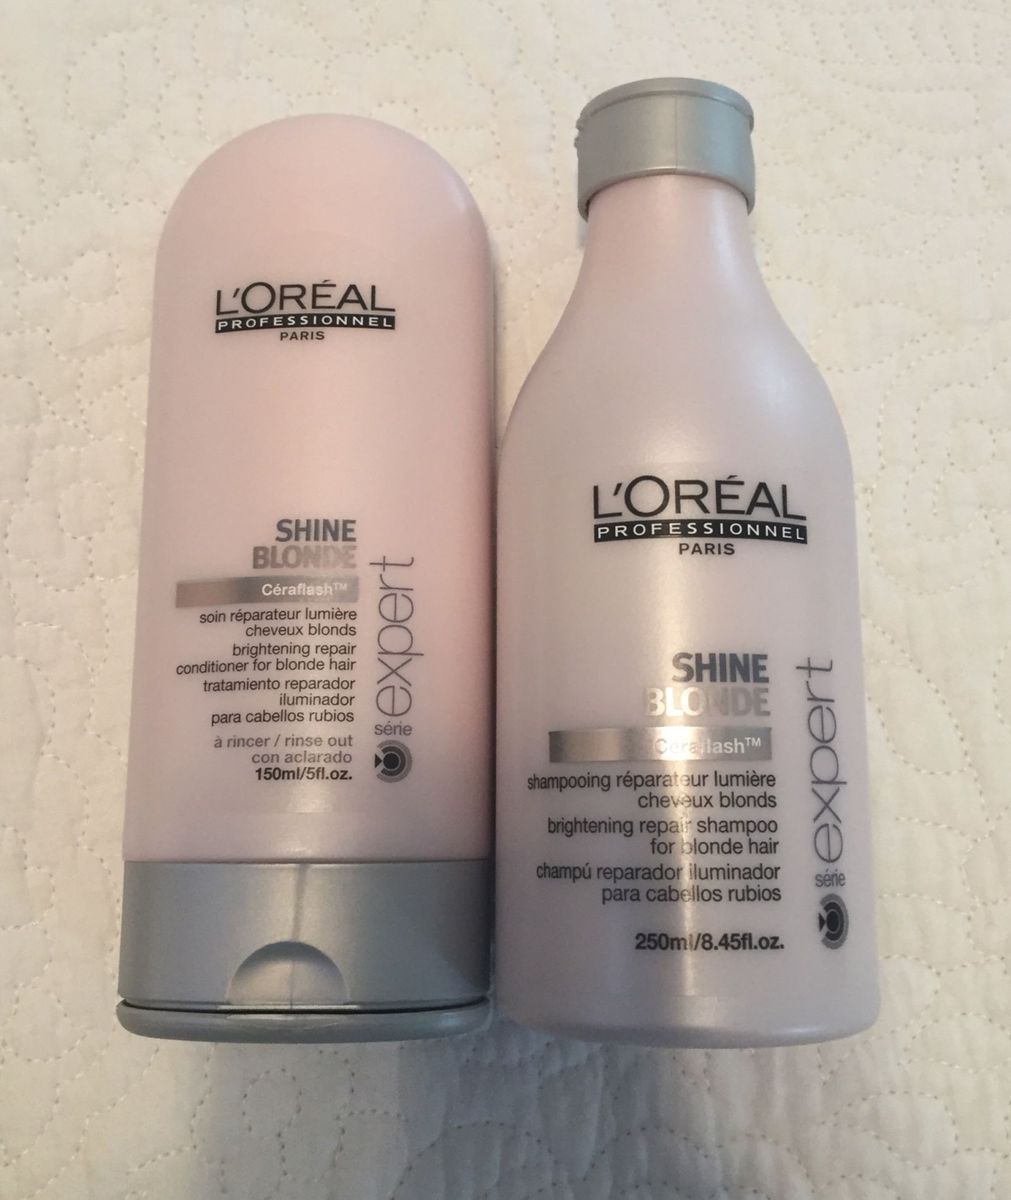 L'ORÉAL
PROFESSIONNEL
PARIS
SHINE
BLONDE
Céraflash™
soin réparateur lumière
cheveux blonds
brightening repair
conditioner for blonde hair
tratamiento reparador
iluminador
para cabellos rubios
à rincer / rinse out
con aclarado
150ml/5fl.oz.
série expert
L'ORÉAL
PROFESSIONNEL
PARIS
SHINE
BLONDE
Céraflash™
shampooing réparateur lumière
cheveux blonds
brightening repair shampoo
for blonde hair
champú reparador iluminador
para cabellos rubios
250ml/8.45fl.oz.
série expert